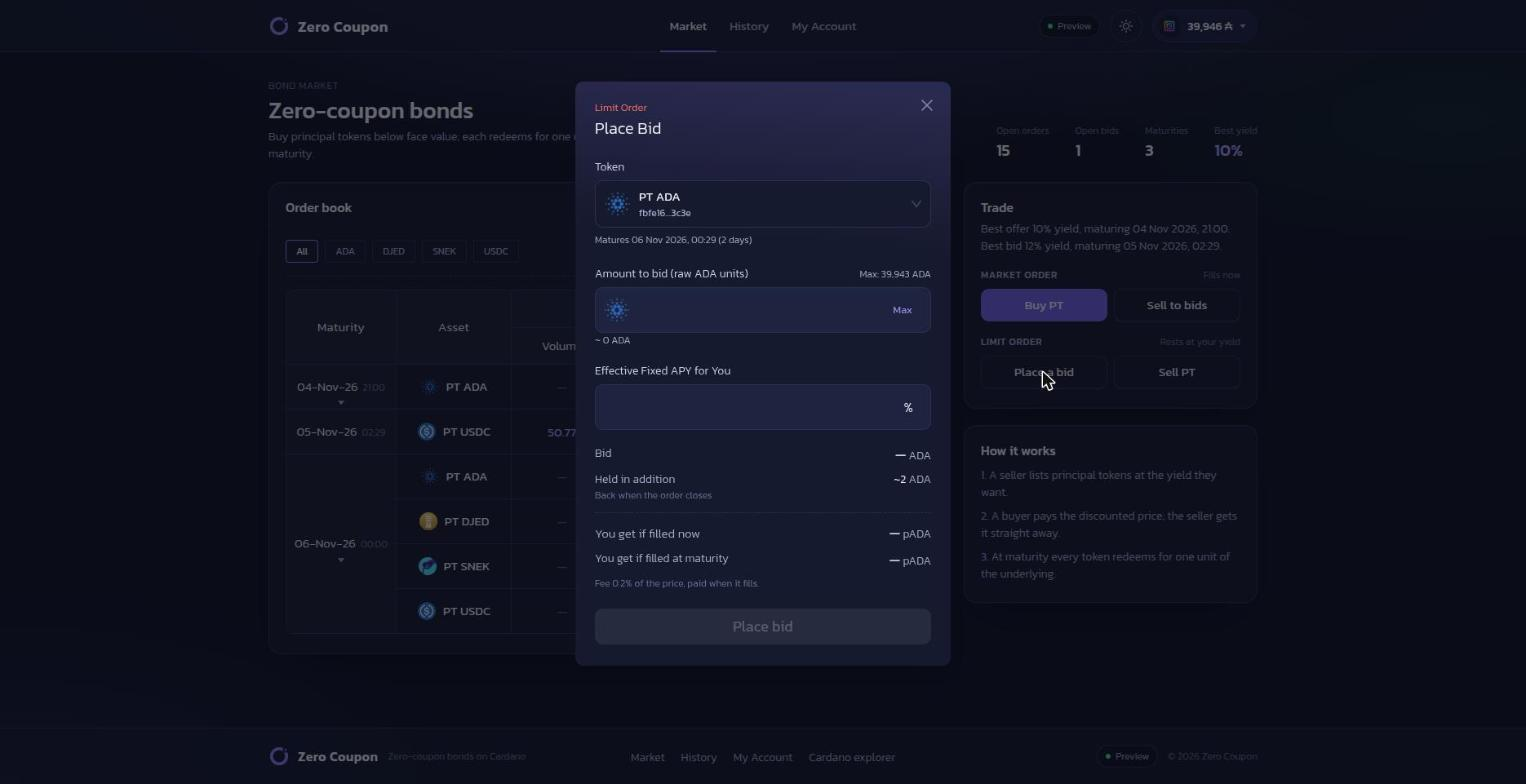 Zero Coupon
Market
History
My Account
Preview
39,946 ₳
BOND MARKET
Zero-coupon bonds
Buy principal tokens below face value; each redeems for one
maturity.
Open orders
15
Open bids
1
Maturities
3
Best yield
10%
Order book
All
ADA
DJED
SNEK
USDC
Maturity
Asset
04-Nov-26 21:00
PT ADA
—
05-Nov-26 02:29
PT USDC
50.77
06-Nov-26 00:00
PT ADA
—
PT DJED
—
PT SNEK
—
PT USDC
—
Limit Order
Place Bid
Token
PT ADA
fbfe16...3c3e
Matures 06 Nov 2026, 00:29 (2 days)
Amount to bid (raw ADA units)
Max: 39,943 ADA
Max
~ 0 ADA
Effective Fixed APY for You
%
Bid
— ADA
Held in addition
~2 ADA
Back when the order closes
You get if filled now
— pADA
You get if filled at maturity
— pADA
Fee 0.2% of the price, paid when it fills.
Place bid
Trade
Best offer 10% yield, maturing 04 Nov 2026, 21:00.
Best bid 12% yield, maturing 05 Nov 2026, 02:29.
MARKET ORDER
Fills now
Buy PT
Sell to bids
LIMIT ORDER
Rests at your yield
Place a bid
Sell PT
How it works
1. A seller lists principal tokens at the yield they
want.
2. A buyer pays the discounted price; the seller gets
it straight away.
3. At maturity every token redeems for one unit of
the underlying.
Zero Coupon
Zero-coupon bonds on Cardano
Market
History
My Account
Cardano explorer
Preview
© 2026 Zero Coupon